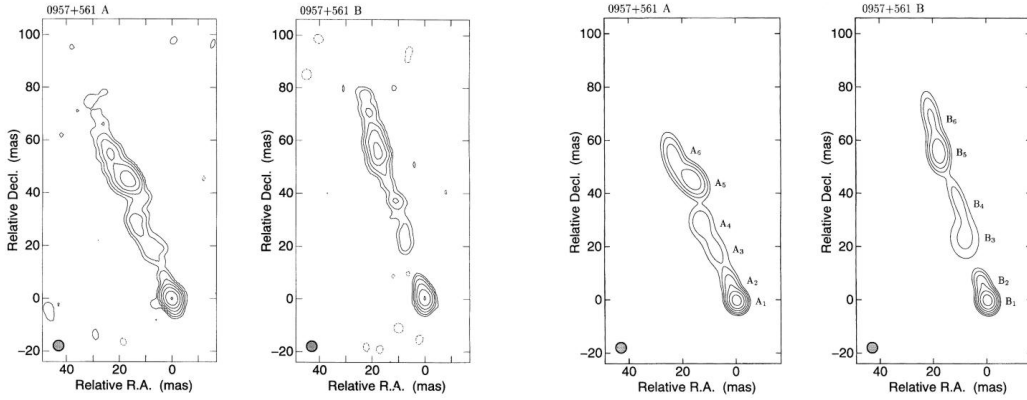 0957+561 A
100
80
60
40
20
0
−20
Relative Decl. (mas)
40 20 0
Relative R.A. (mas)
0957+561 B
100
80
60
40
20
0
−20
Relative Decl. (mas)
40 20 0
Relative R.A. (mas)
0957+561 A
100
80
60
40
20
0
−20
Relative Decl. (mas)
A₆
A₅
A₄
A₃
A₂
A₁
40 20 0
Relative R.A. (mas)
0957+561 B
100
80
60
40
20
0
−20
Relative Decl. (mas)
B₆
B₅
B₄
B₃
B₂
B₁
40 20 0
Relative R.A. (mas)